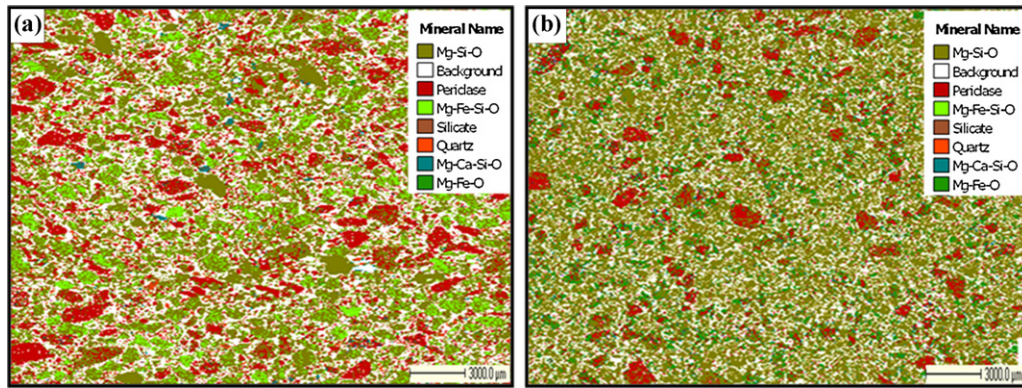 (a)
Mineral Name
Mg-Si-O
Background
Periclase
Mg-Fe-Si-O
Silicate
Quartz
Mg-Ca-Si-O
Mg-Fe-O
3000.0 µm
(b)
Mineral Name
Mg-Si-O
Background
Periclase
Mg-Fe-Si-O
Silicate
Quartz
Mg-Ca-Si-O
Mg-Fe-O
3000.0 µm